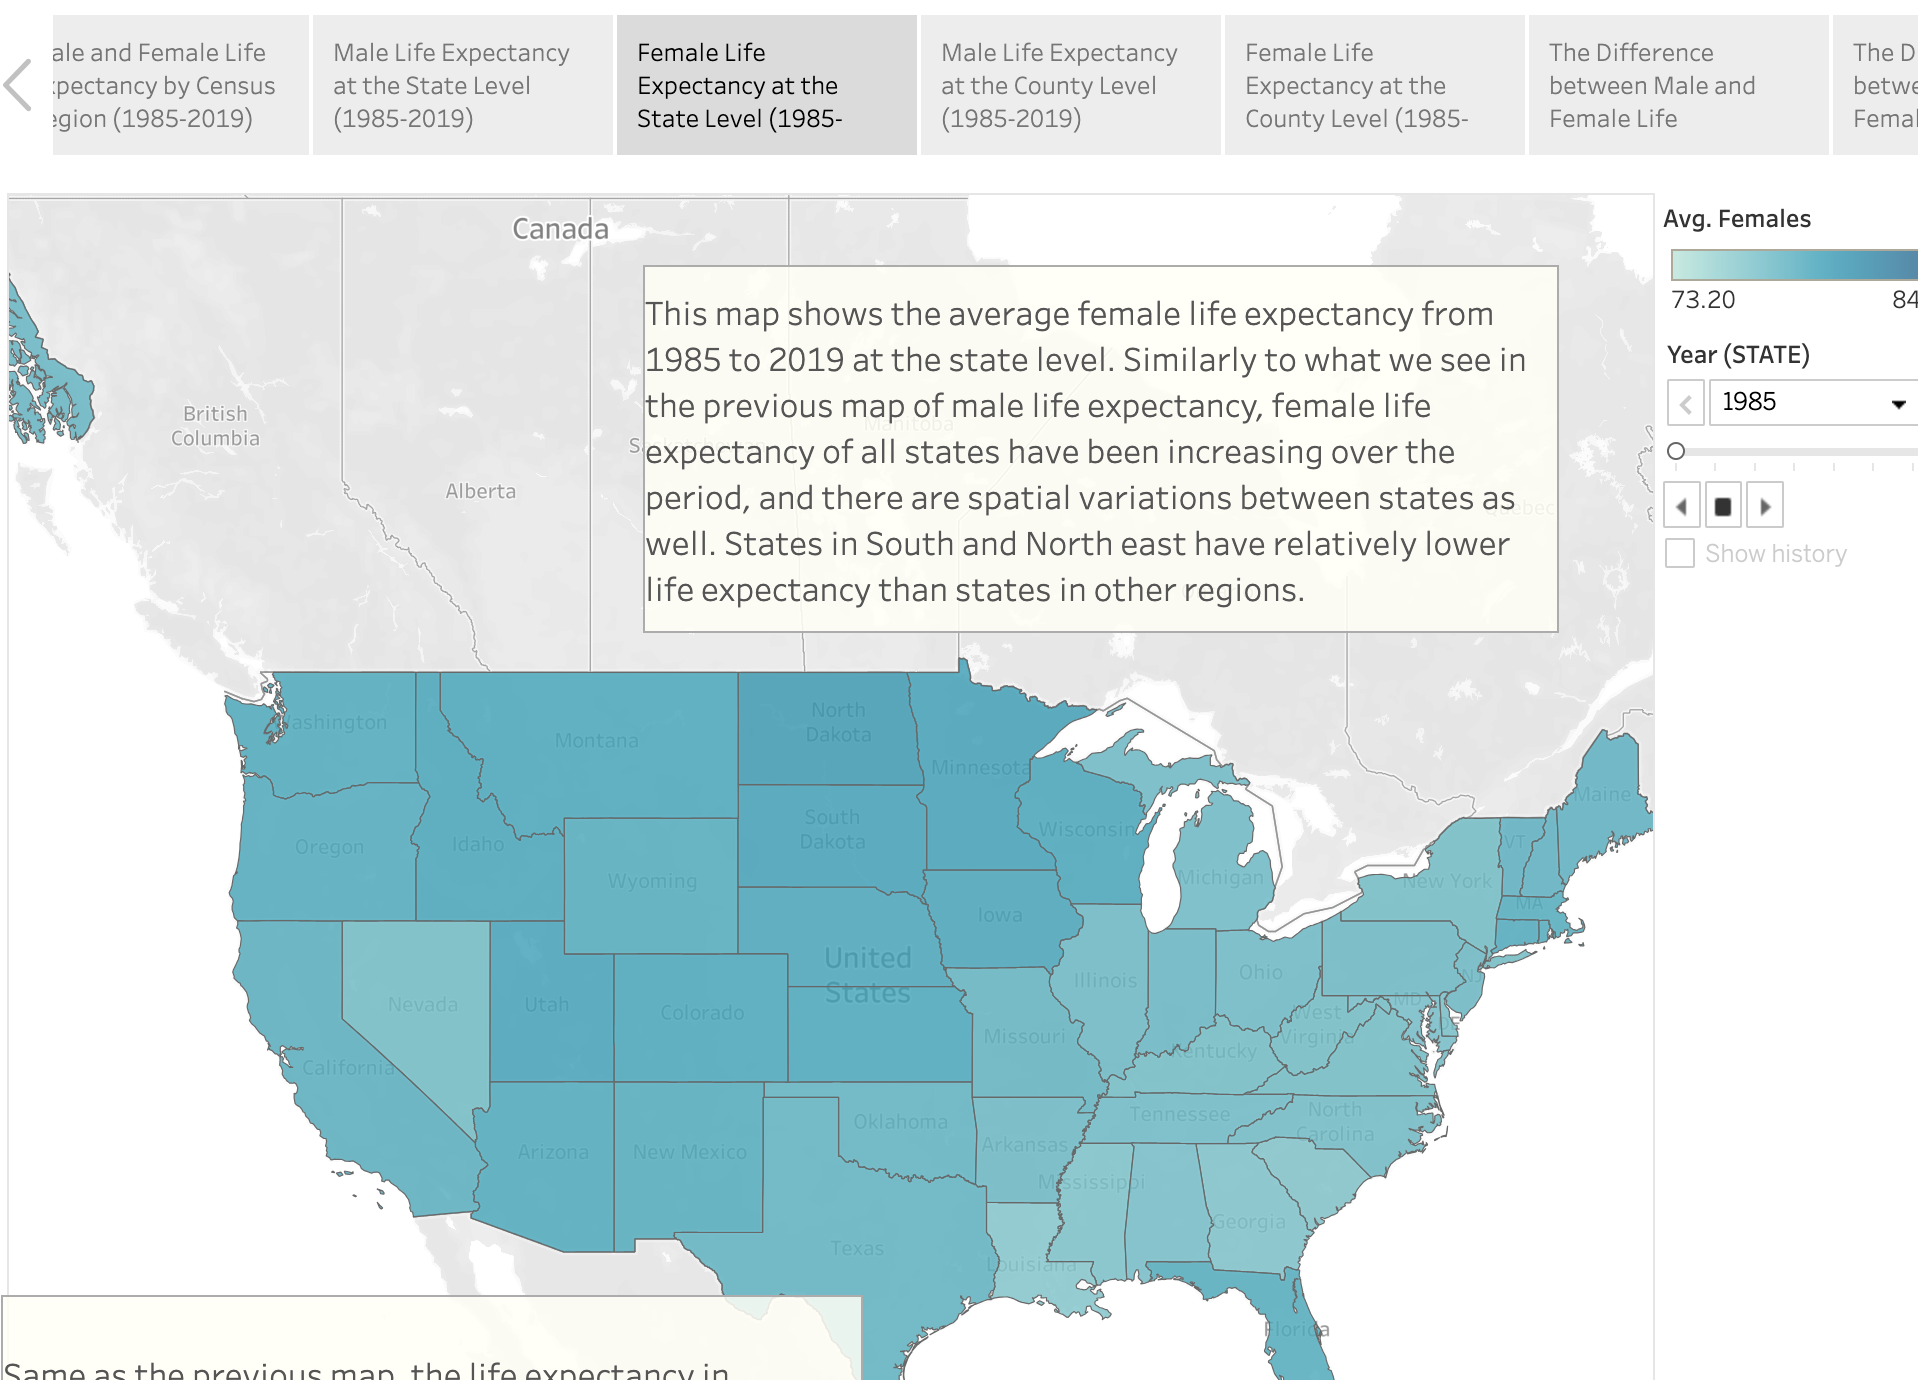 ale and Female Life
pectancy by Census
egion (1985-2019)
Male Life Expectancy
at the State Level
(1985-2019)
Female Life
Expectancy at the
State Level (1985-
Male Life Expectancy
at the County Level
(1985-2019)
Female Life
Expectancy at the
County Level (1985-
The Difference
between Male and
Female Life
The D
betwe
Femal
Canada
Avg. Females
73.20
84
Year (STATE)
1985
Show history
This map shows the average female life expectancy from
1985 to 2019 at the state level. Similarly to what we see in
the previous map of male life expectancy, female life
expectancy of all states have been increasing over the
period, and there are spatial variations between states as
well. States in South and North east have relatively lower
life expectancy than states in other regions.
British
Columbia
Alberta
Manitoba
Quebec
ashington
Montana
North
Dakota
Minnesota
Maine
Oregon
Idaho
South
Dakota
Wisconsin
VT
Wyoming
Michigan
New York
MA
Iowa
United
States
Nevada
Utah
Colorado
Illinois
Ohio
NJ
MD
DE
West
Virginia
Missouri
Kentucky
California
Oklahoma
Tennessee
North
Carolina
Arkansas
Arizona
New Mexico
Mississippi
Georgia
Texas
Louisiana
Florida
Same as the previous map, the life expectancy in